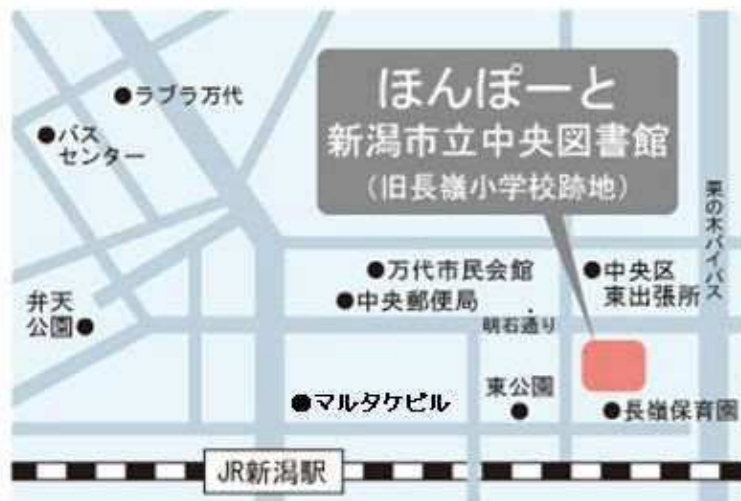 ラブラ万代
バス
センター
ほんぽーと
新潟市立中央図書館
(旧長嶺小学校跡地)
栗の木バイパス
万代市民会館
中央郵便局
中央区
東出張所
弁天
公園
明石通り
マルタケビル
東公園
長嶺保育園
JR新潟駅